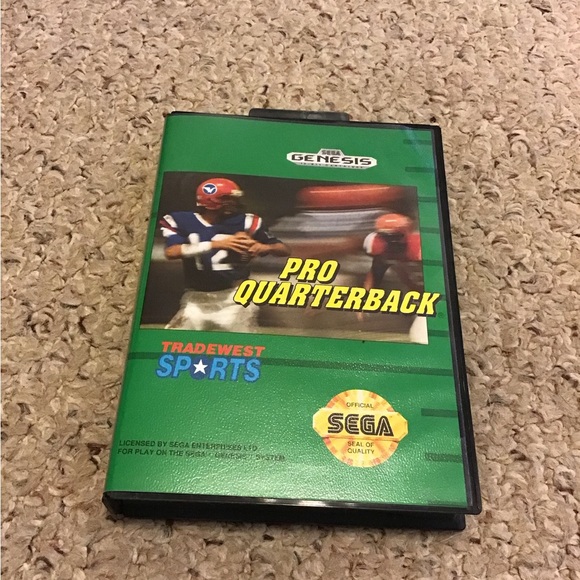 SEGA
GENESIS
12
PRO
QUARTERBACK
TRADEWEST
SPORTS
OFFICIAL
SEGA
SEAL OF
QUALITY
LICENSED BY SEGA ENTERPRISES LTD.
FOR PLAY ON THE SEGA GENESIS SYSTEM